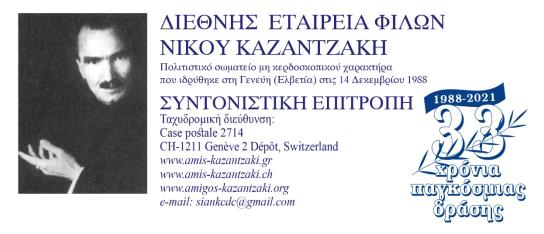 ΔΙΕΘΝΗΣ ΕΤΑΙΡΕΙΑ ΦΙΛΩΝ
ΝΙΚΟΥ ΚΑΖΑΝΤΖΑΚΗ
Πολιτιστικό σωματείο μη κερδοσκοπικού χαρακτήρα
που ιδρύθηκε στη Γενεύη (Ελβετία) στις 14 Δεκεμβρίου 1988
ΣΥΝΤΟΝΙΣΤΙΚΗ ΕΠΙΤΡΟΠΗ
Ταχυδρομική διεύθυνση:
Case postale 2714
CH-1211 Genève 2 Dépôt, Switzerland
www.amis-kazantzaki.gr
www.amis-kazantzaki.ch
www.amigos-kazantzaki.org
e-mail: siankcdc@gmail.com
1988-2021
33
χρόνια
παγκόσμιας
δράσης